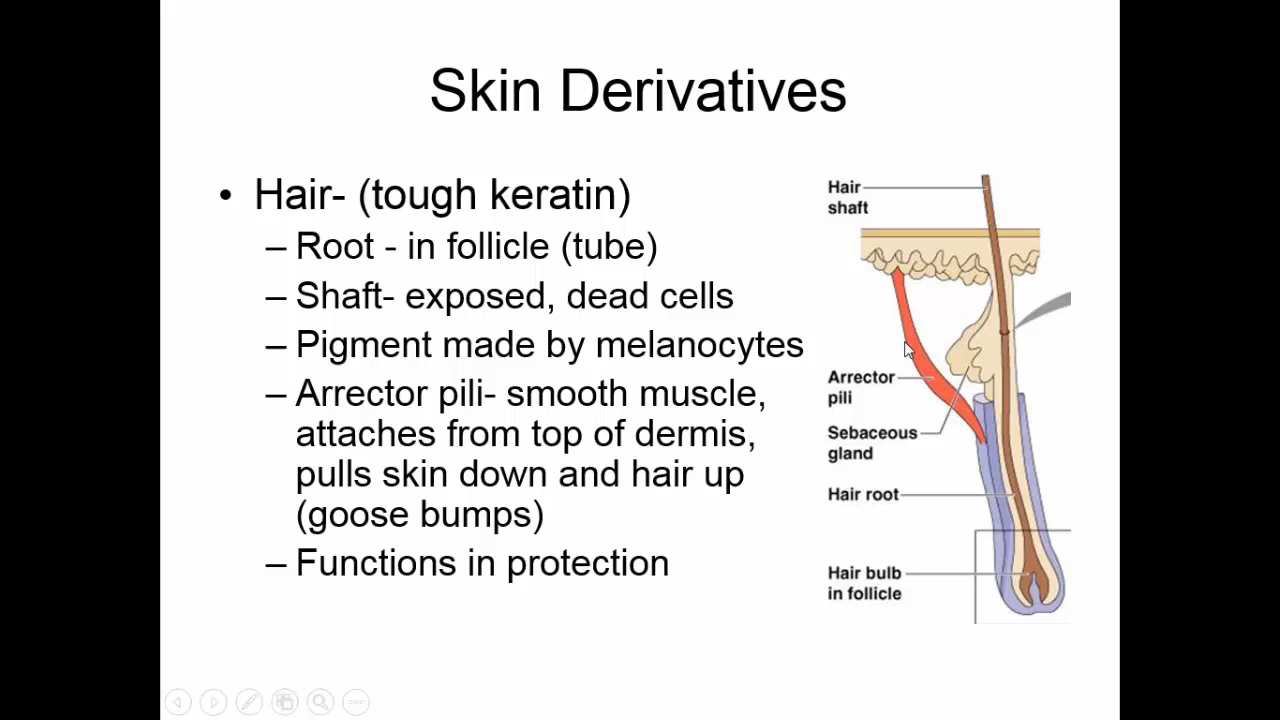 Skin Derivatives
• Hair- (tough keratin)
– Root - in follicle (tube)
– Shaft- exposed, dead cells
– Pigment made by melanocytes
– Arrector pili- smooth muscle,
attaches from top of dermis,
pulls skin down and hair up
(goose bumps)
– Functions in protection
Hair
shaft
Arrector
pili
Sebaceous
gland
Hair root
Hair bulb
in follicle